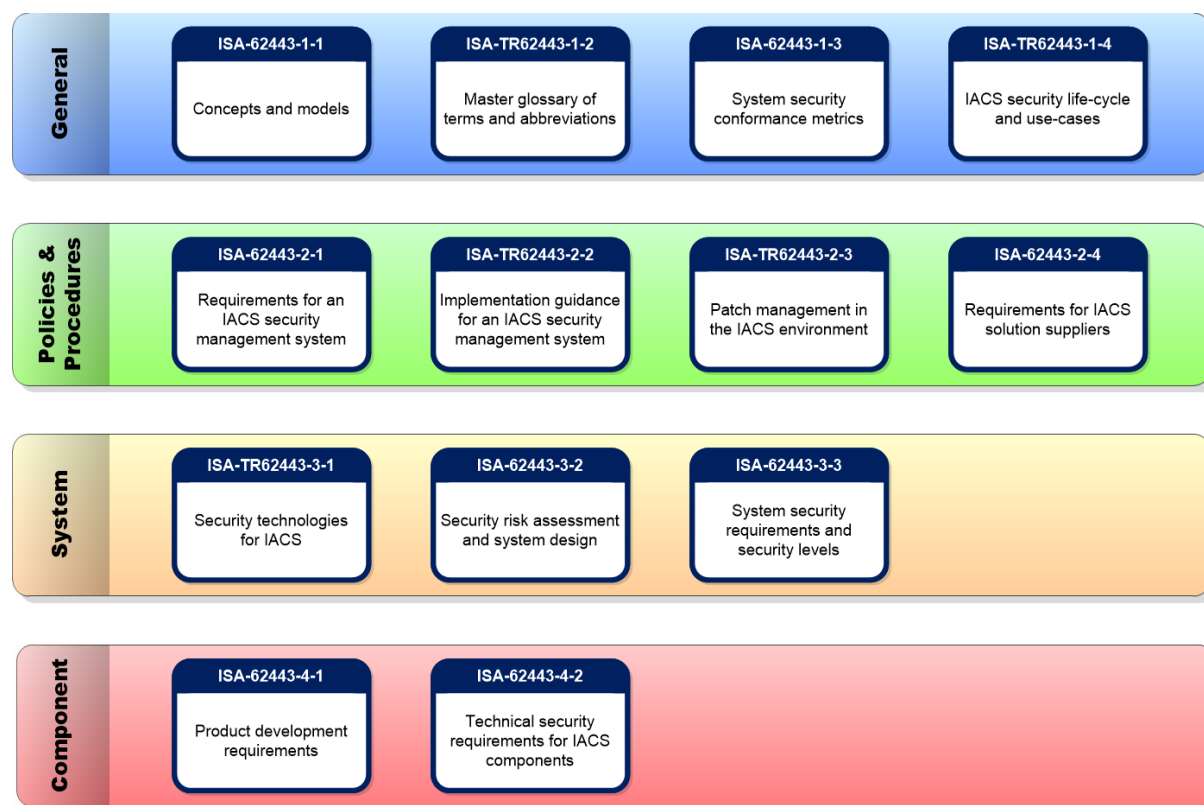 General
ISA-62443-1-1
Concepts and models
ISA-TR62443-1-2
Master glossary of
terms and abbreviations
ISA-62443-1-3
System security
conformance metrics
ISA-TR62443-1-4
IACS security life-cycle
and use-cases
Policies &
Procedures
ISA-62443-2-1
Requirements for an
IACS security
management system
ISA-TR62443-2-2
Implementation guidance
for an IACS security
management system
ISA-TR62443-2-3
Patch management in
the IACS environment
ISA-62443-2-4
Requirements for IACS
solution suppliers
System
ISA-TR62443-3-1
Security technologies
for IACS
ISA-62443-3-2
Security risk assessment
and system design
ISA-62443-3-3
System security
requirements and
security levels
Component
ISA-62443-4-1
Product development
requirements
ISA-62443-4-2
Technical security
requirements for IACS
components